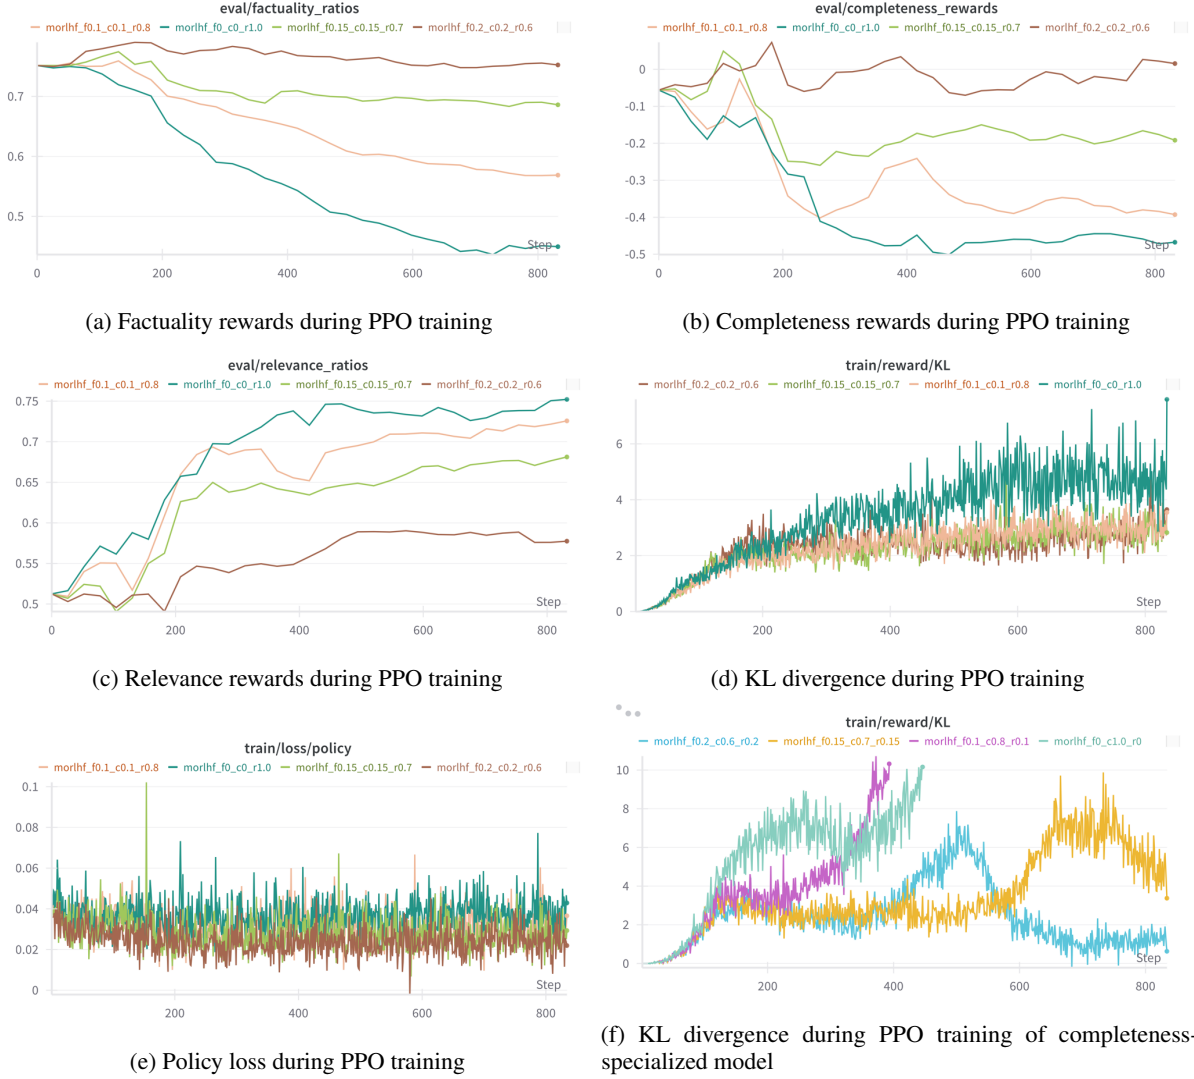 eval/factuality_ratios
morlhf_f0.1_c0.1_r0.8 morlhf_f0_c0_r1.0 morlhf_f0.15_c0.15_r0.7 morlhf_f0.2_c0.2_r0.6
0.7
0.6
0.5
Step
0 200 400 600 800
(a) Factuality rewards during PPO training
eval/completeness_rewards
morlhf_f0.1_c0.1_r0.8 morlhf_f0_c0_r1.0 morlhf_f0.15_c0.15_r0.7 morlhf_f0.2_c0.2_r0.6
0
-0.1
-0.2
-0.3
-0.4
-0.5
Step
0 200 400 600 800
(b) Completeness rewards during PPO training
eval/relevance_ratios
morlhf_f0.1_c0.1_r0.8 morlhf_f0_c0_r1.0 morlhf_f0.15_c0.15_r0.7 morlhf_f0.2_c0.2_r0.6
0.75
0.7
0.65
0.6
0.55
0.5
Step
0 200 400 600 800
(c) Relevance rewards during PPO training
train/reward/KL
morlhf_f0.2_c0.2_r0.6 morlhf_f0.15_c0.15_r0.7 morlhf_f0.1_c0.1_r0.8 morlhf_f0_c0_r1.0
6
4
2
0
Step
200 400 600 800
(d) KL divergence during PPO training
train/loss/policy
morlhf_f0.1_c0.1_r0.8 morlhf_f0_c0_r1.0 morlhf_f0.15_c0.15_r0.7 morlhf_f0.2_c0.2_r0.6
0.1
0.08
0.06
0.04
0.02
0
Step
200 400 600 800
(e) Policy loss during PPO training
train/reward/KL
morlhf_f0.2_c0.6_r0.2 morlhf_f0.15_c0.7_r0.15 morlhf_f0.1_c0.8_r0.1 morlhf_f0_c1.0_r0
10
8
6
4
2
0
Step
200 400 600 800
(f) KL divergence during PPO training of completeness-
specialized model